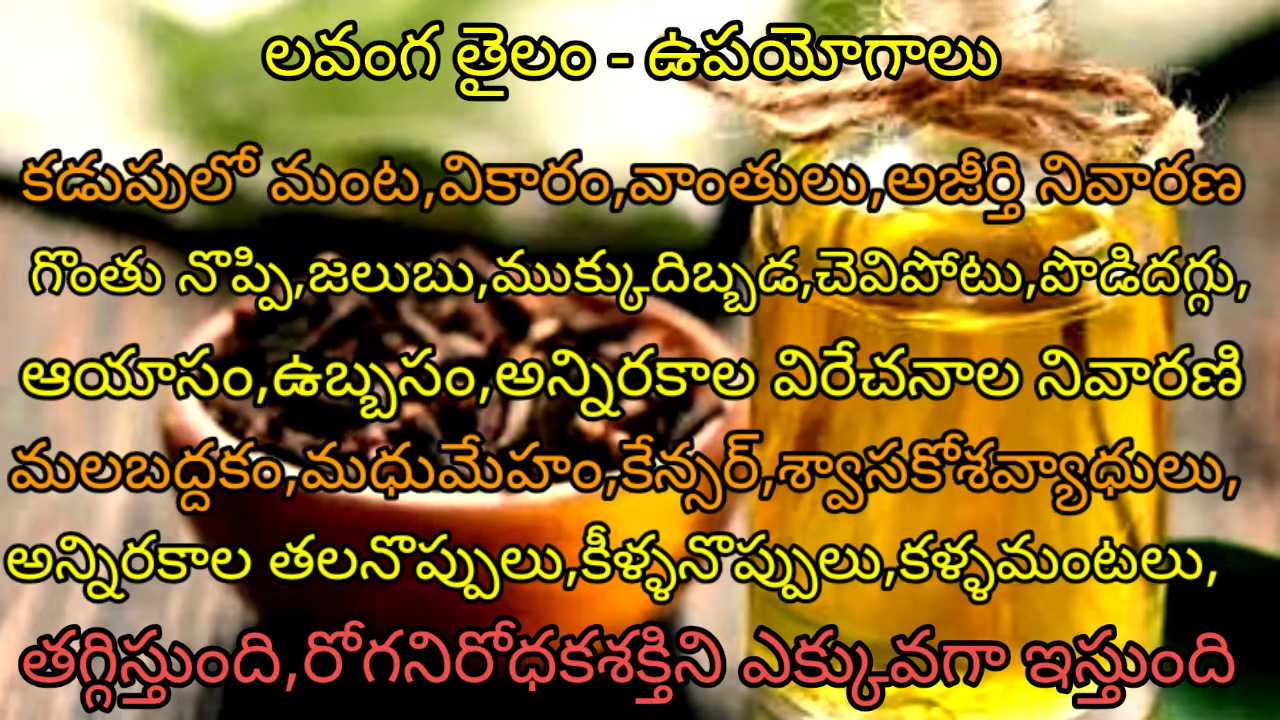 లవంగ తైలం - ఉపయోగాలు
కడుపులో మంట,వికారం,వాంతులు,అజీర్తి నివారణ
గొంతు నొప్పి,జలుబు,ముక్కుదిబ్బడ,చెవిపోటు,పొడిదగ్గు,
ఆయాసం,ఉబ్బసం,అన్నిరకాల విరేచనాల నివారణి
మలబద్దకం,మధుమేహం,కేన్సర్,శ్వాసకోశవ్యాధులు,
అన్నిరకాల తలనొప్పులు,కీళ్ళనొప్పులు,కళ్ళమంటలు,
తగ్గిస్తుంది,రోగనిరోధకశక్తిని ఎక్కువగా ఇస్తుంది